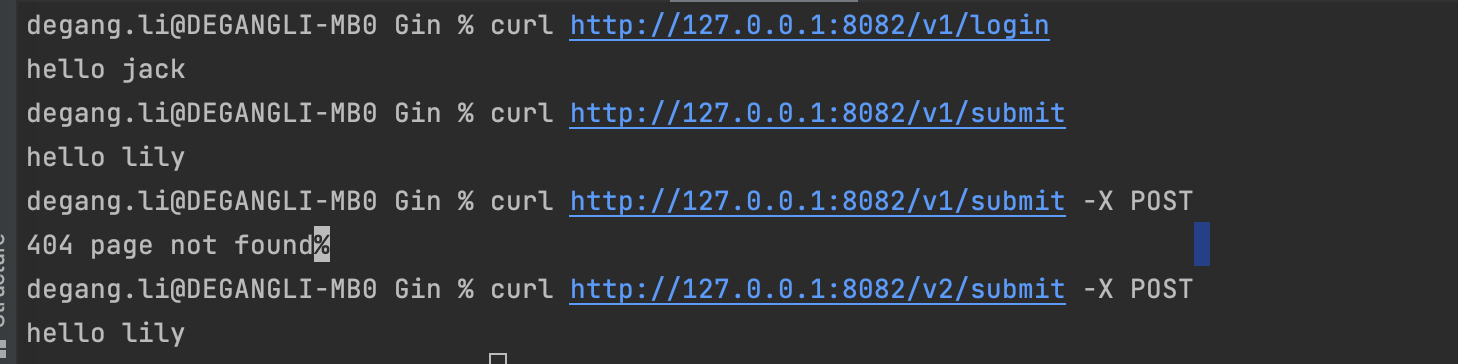 degang.li@DEGANGLI-MB0 Gin % curl http://127.0.0.1:8082/v1/login
hello jack
degang.li@DEGANGLI-MB0 Gin % curl http://127.0.0.1:8082/v1/submit
hello lily
degang.li@DEGANGLI-MB0 Gin % curl http://127.0.0.1:8082/v1/submit -X POST
404 page not found%
degang.li@DEGANGLI-MB0 Gin % curl http://127.0.0.1:8082/v2/submit -X POST
hello lily
Structure